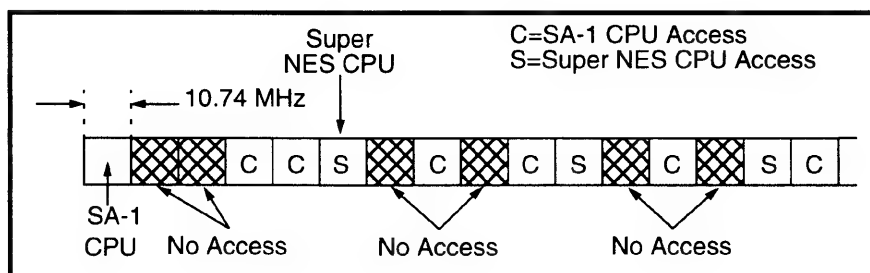 Super
NES CPU
C=SA-1 CPU Access
S=Super NES CPU Access
10.74 MHz
C C S C C S C S C
SA-1
CPU
No Access No Access No Access